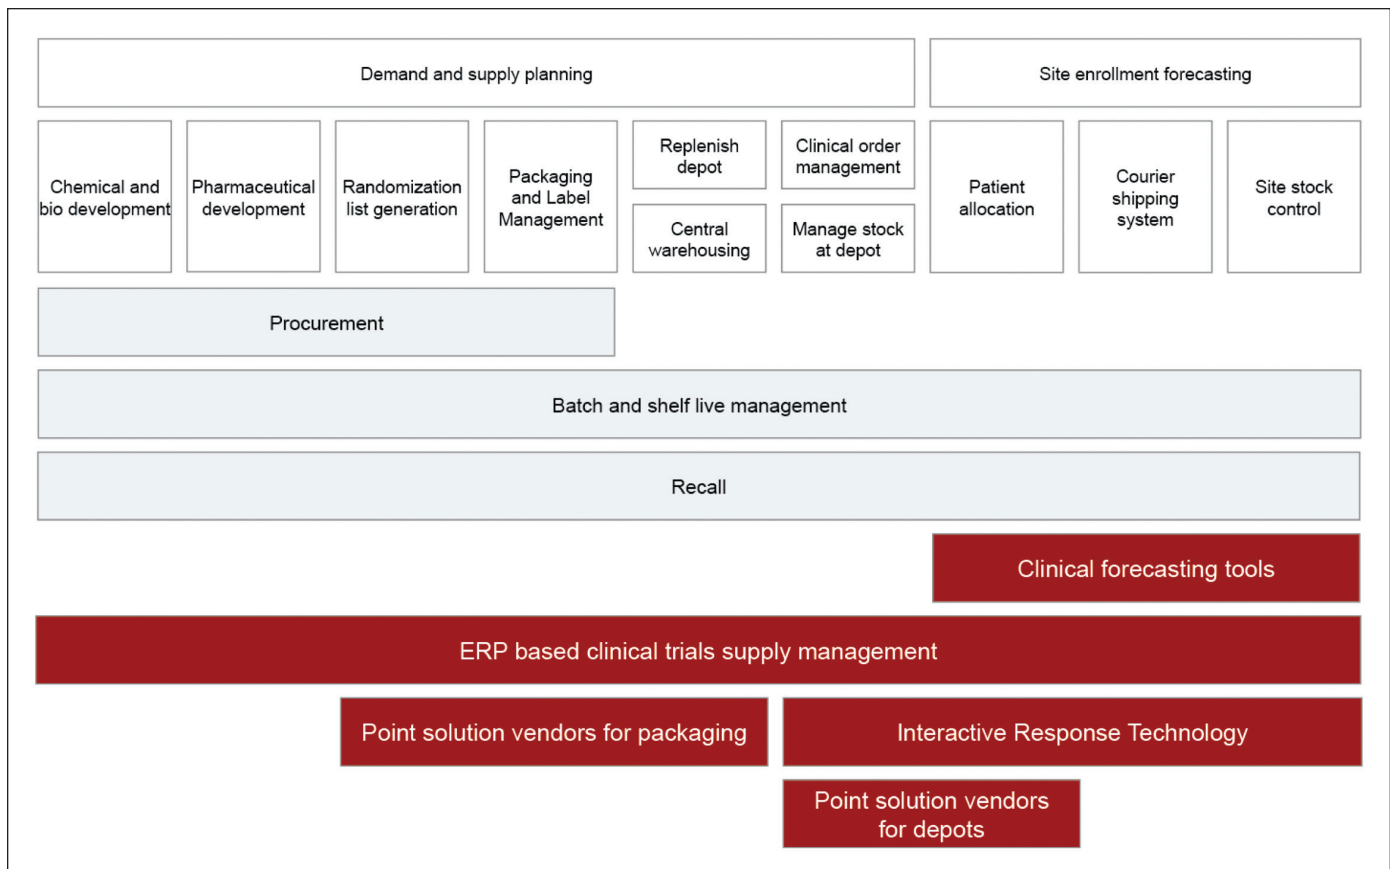 Demand and supply planning
Site enrollment forecasting
Chemical and
bio development
Pharmaceutical
development
Randomization
list generation
Packaging
and Label
Management
Replenish
depot
Clinical order
management
Central
warehousing
Manage stock
at depot
Patient
allocation
Courier
shipping
system
Site stock
control
Procurement
Batch and shelf live management
Recall
Clinical forecasting tools
ERP based clinical trials supply management
Point solution vendors for packaging
Interactive Response Technology
Point solution vendors
for depots